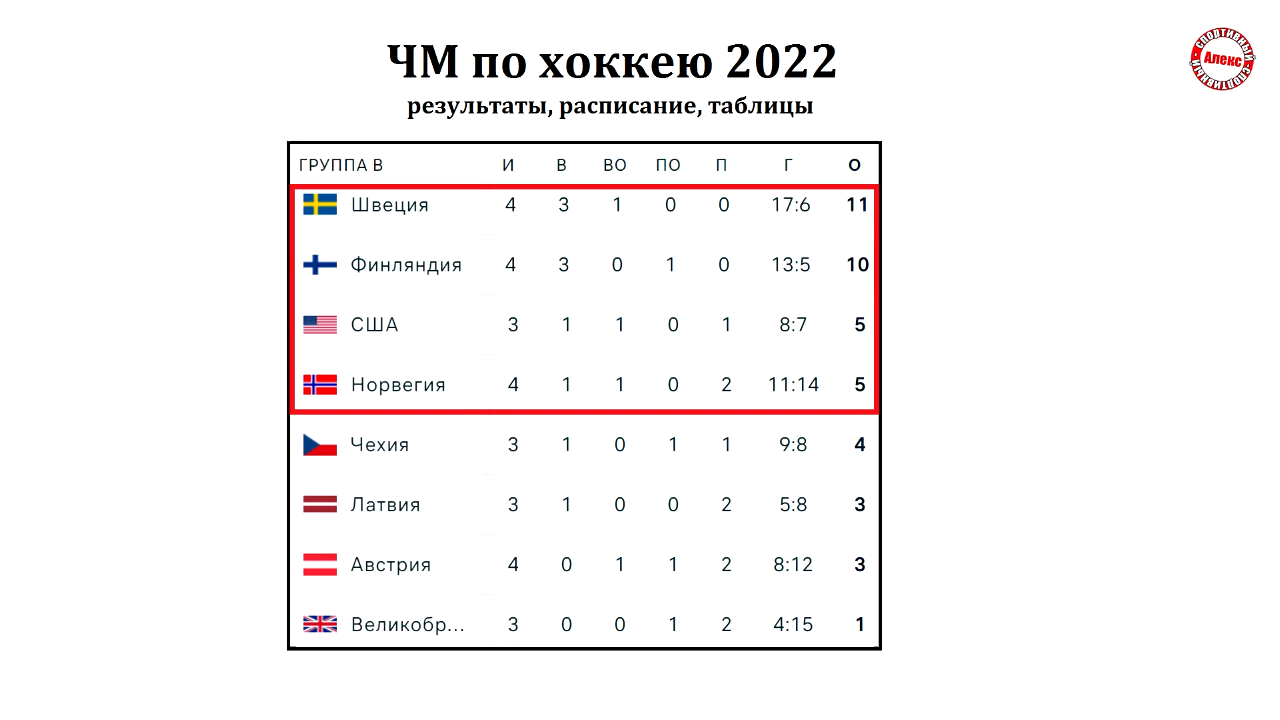 ЧМ по хоккею 2022
результаты, расписание, таблицы
СПОРТИВНЫЙ
Алекс
СПОРТИВНЫЙ
ГРУППА B И В ВО ПО П Г О
Швеция 4 3 1 0 0 17:6 11
Финляндия 4 3 0 1 0 13:5 10
США 3 1 1 0 1 8:7 5
Норвегия 4 1 1 0 2 11:14 5
Чехия 3 1 0 1 1 9:8 4
Латвия 3 1 0 0 2 5:8 3
Австрия 4 0 1 1 2 8:12 3
Великобр... 3 0 0 1 2 4:15 1